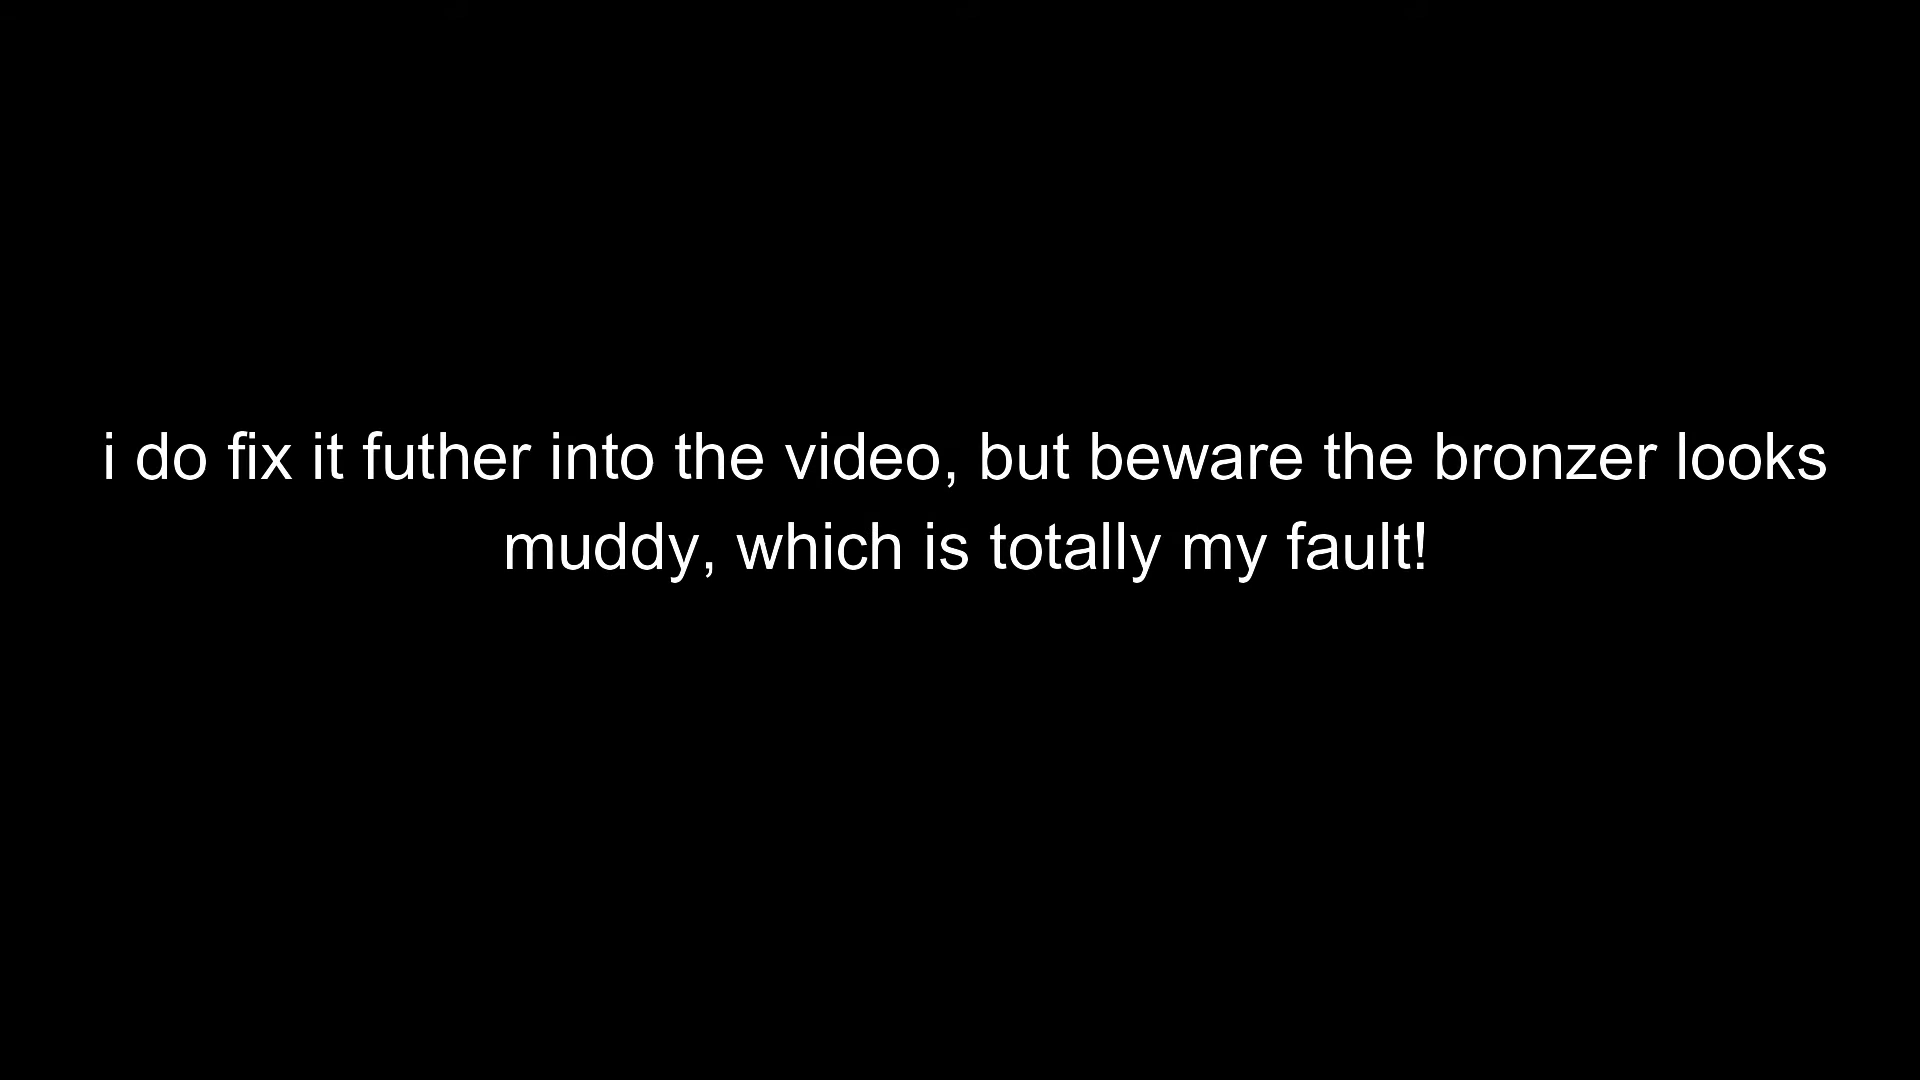 i do fix it futher into the video, but beware the bronzer looks
muddy, which is totally my fault!